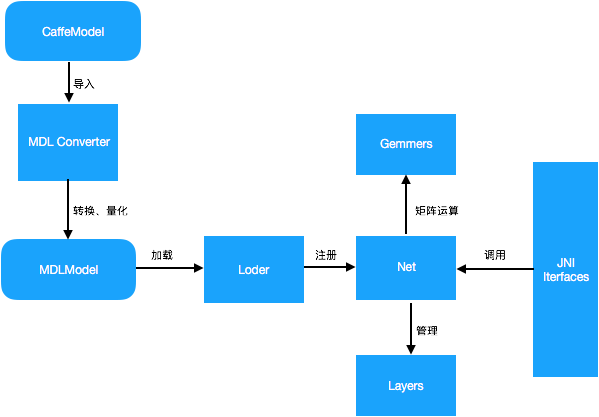 CaffeModel
导入
MDL Converter
转换、量化
MDLModel
加载
Loder
注册
Gemmers
矩阵运算
Net
管理
Layers
调用
JNI
Iterfaces